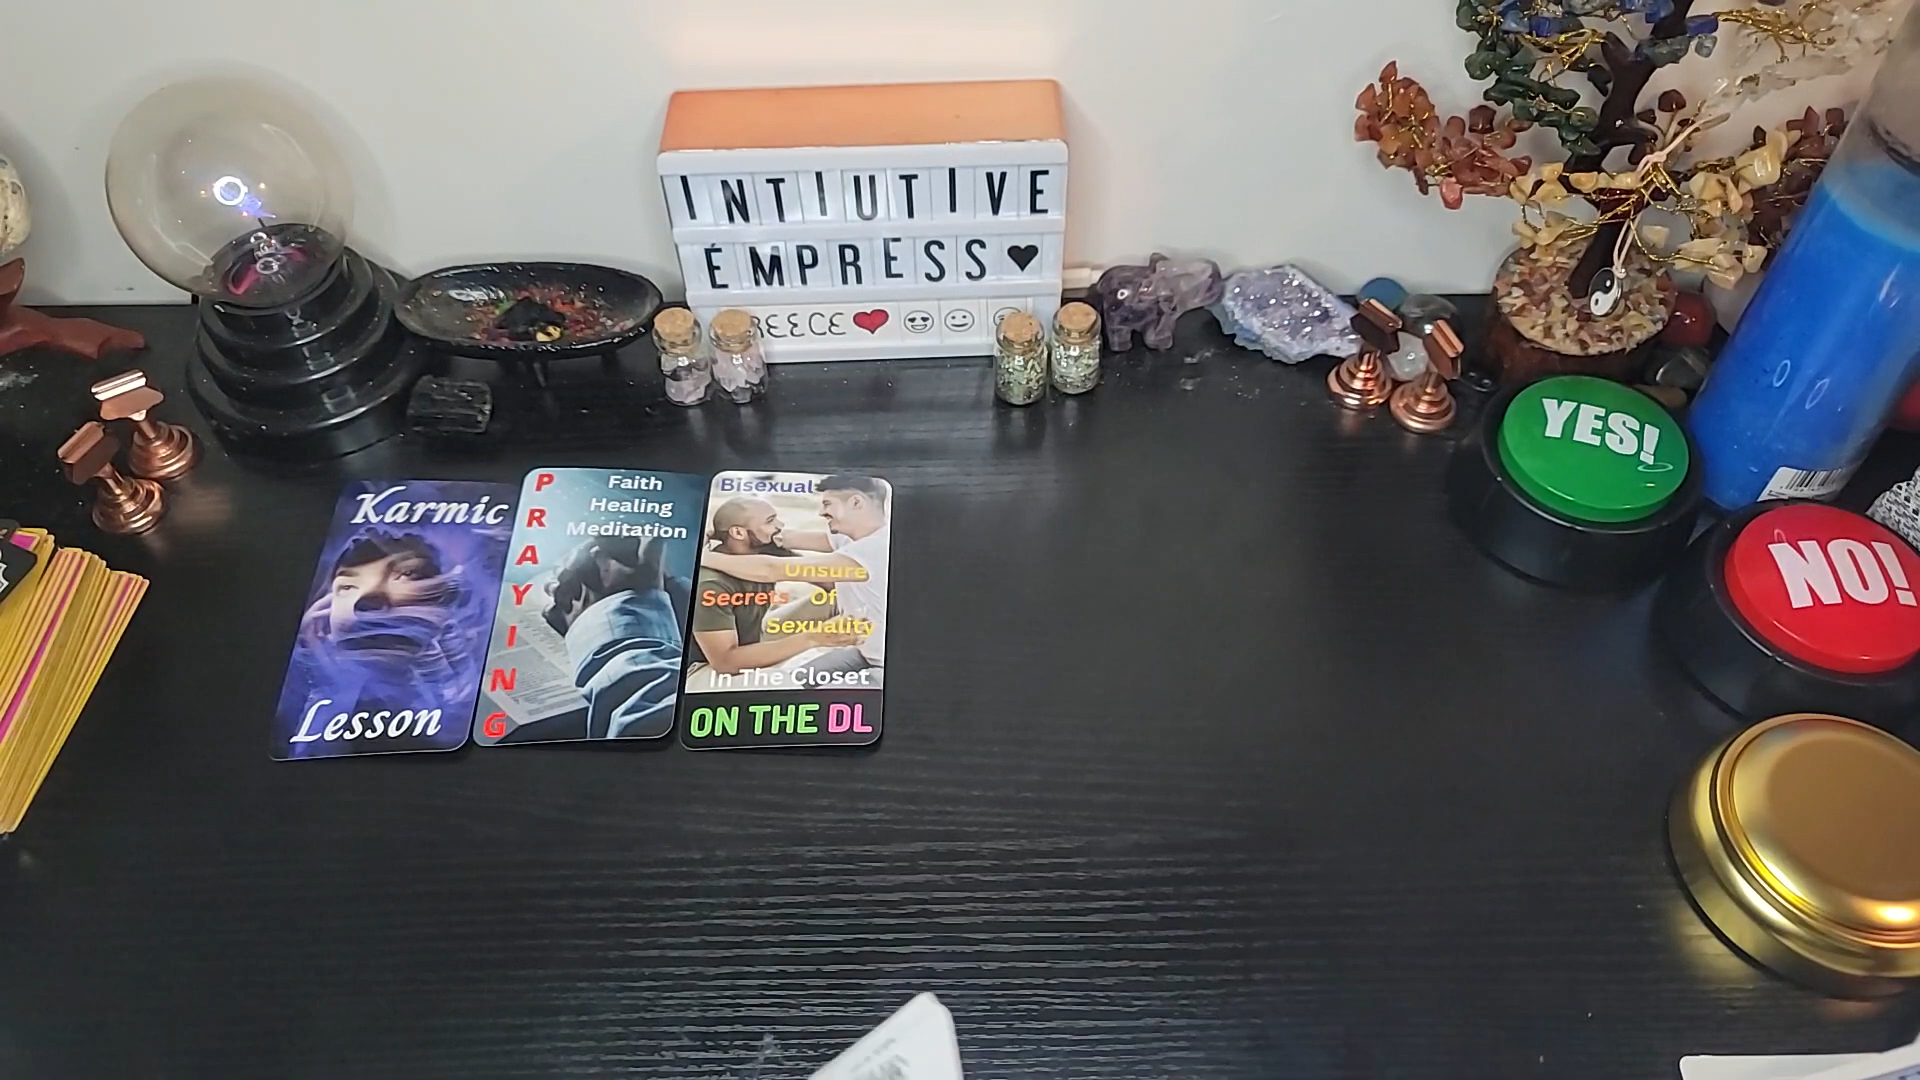 INTIUTIVE
EMPRESS♥
REECE❤
YES!
NO!
Karmic
Lesson
PRAYING
Faith
Healing
Meditation
Bisexual
Unsure
Secrets Of
Sexuality
In The Closet
ON THE DL